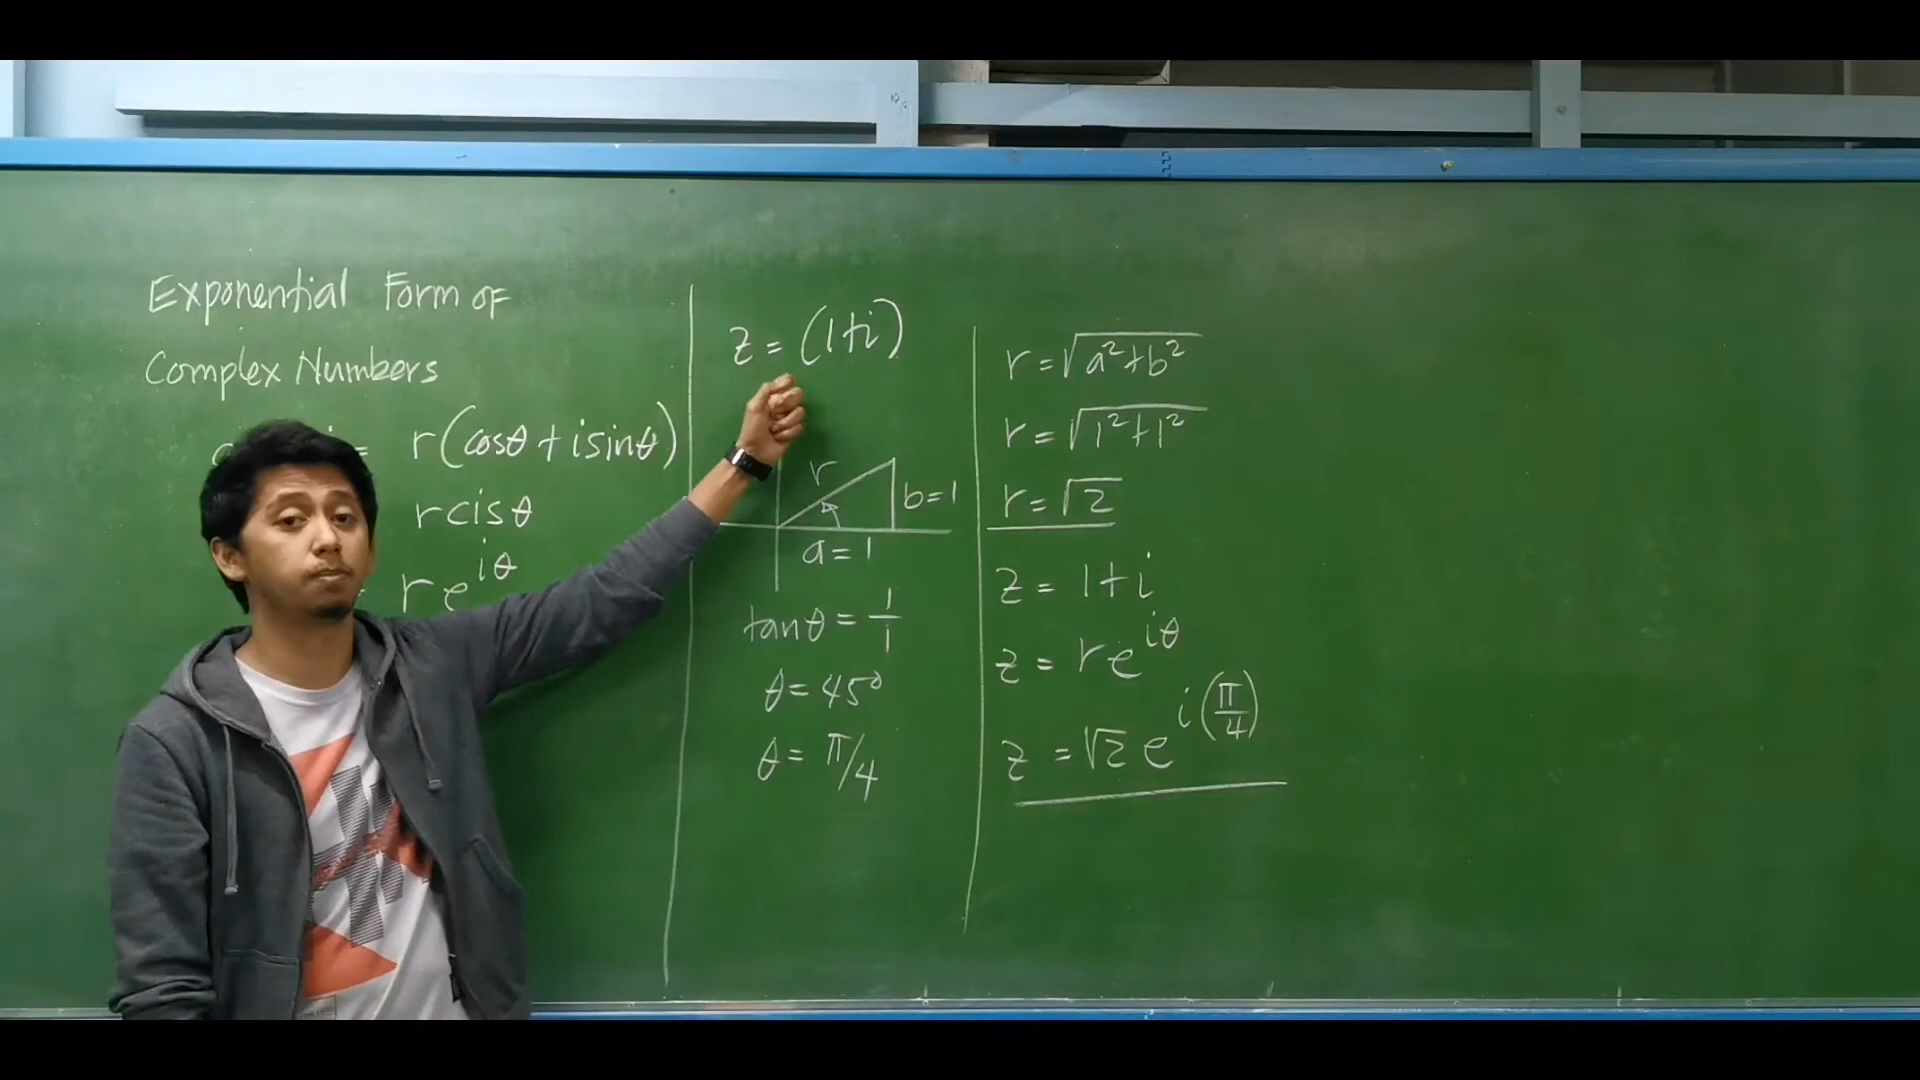 Exponential Form of
Complex Numbers
= r(cosθ + isinθ)
rcisθ
re^{iθ}
z = (1+i)
r
b=1
a=1
tanθ = 1/1
θ = 45°
θ = π/4
r = √(a²+b²)
r = √(1²+1²)
r = √2
z = 1+i
z = re^{iθ}
z = √2 e^{i(π/4)}